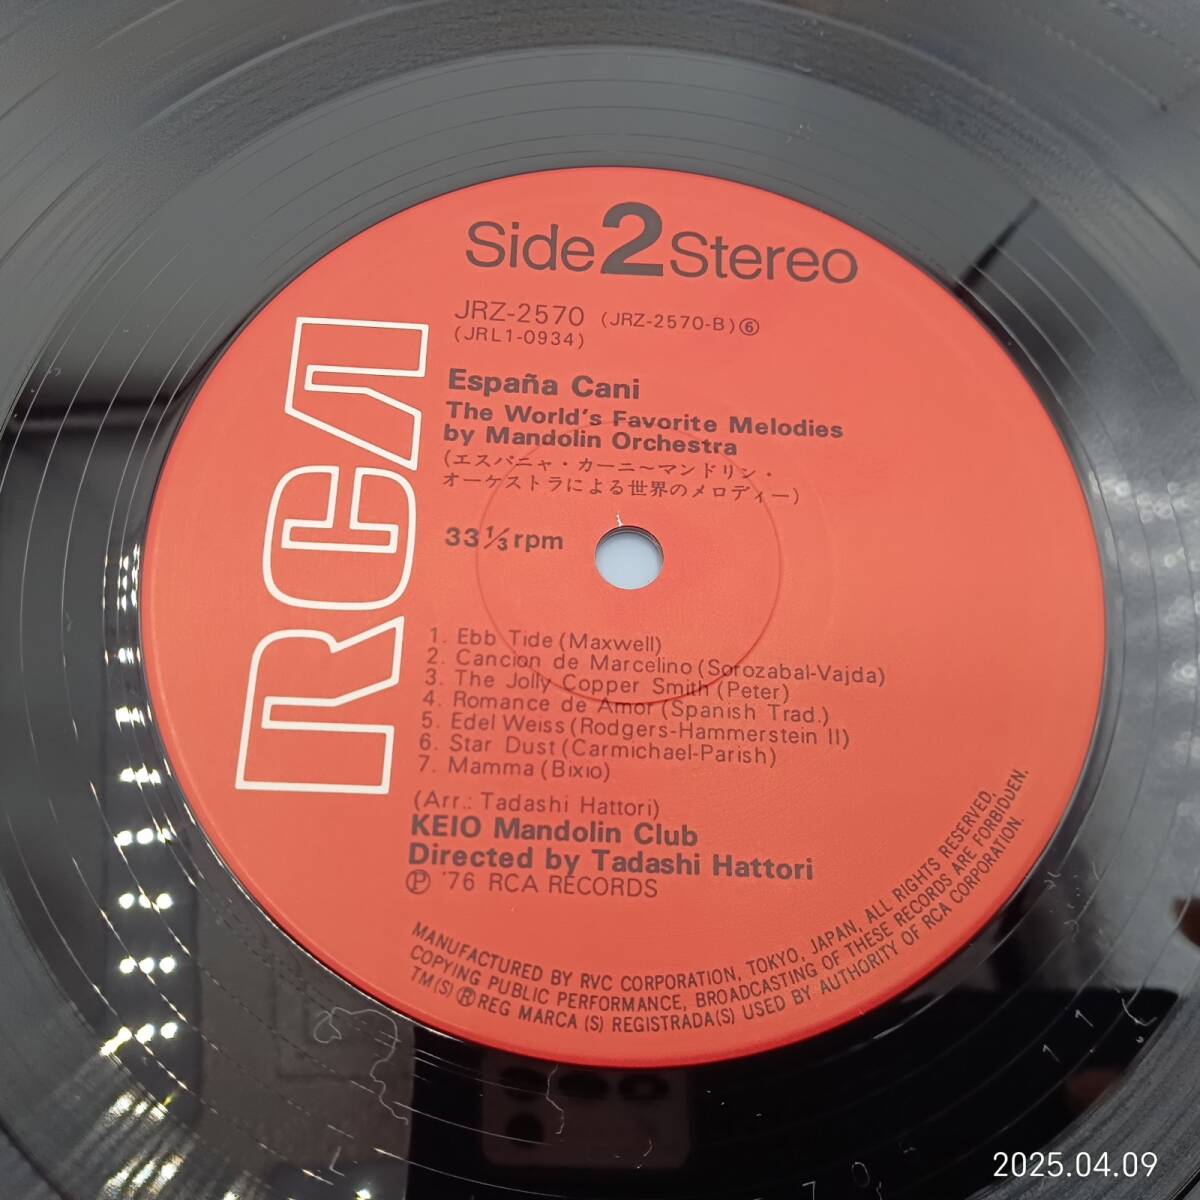 Side 2 Stereo
JRZ-2570 (JRZ-2570-B)⑥
(JRL1-0934)
España Cani
The World's Favorite Melodies
by Mandolin Orchestra
(エスパニャ・カーニ〜マンドリン・
オーケストラによる世界のメロディー)
33⅓rpm
RCA
1. Ebb Tide (Maxwell)
2. Cancion de Marcelino (Sorozabal-Vajda)
3. The Jolly Copper Smith (Peter)
4. Romance de Amor (Spanish Trad.)
5. Edel Weiss (Rodgers-Hammerstein II)
6. Star Dust (Carmichael-Parish)
7. Mamma (Bixio)
(Arr.: Tadashi Hattori)
KEIO Mandolin Club
Directed by Tadashi Hattori
Ⓟ '76 RCA RECORDS
MANUFACTURED BY RVC CORPORATION, TOKYO, JAPAN, ALL RIGHTS RESERVED,
COPYING PUBLIC PERFORMANCE, BROADCASTING OF THESE RECORDS ARE FORBIDDEN.
TM(S) ® REG MARCA (S) REGISTRADA(S) USED BY AUTHORITY OF RCA CORPORATION.
2025.04.09